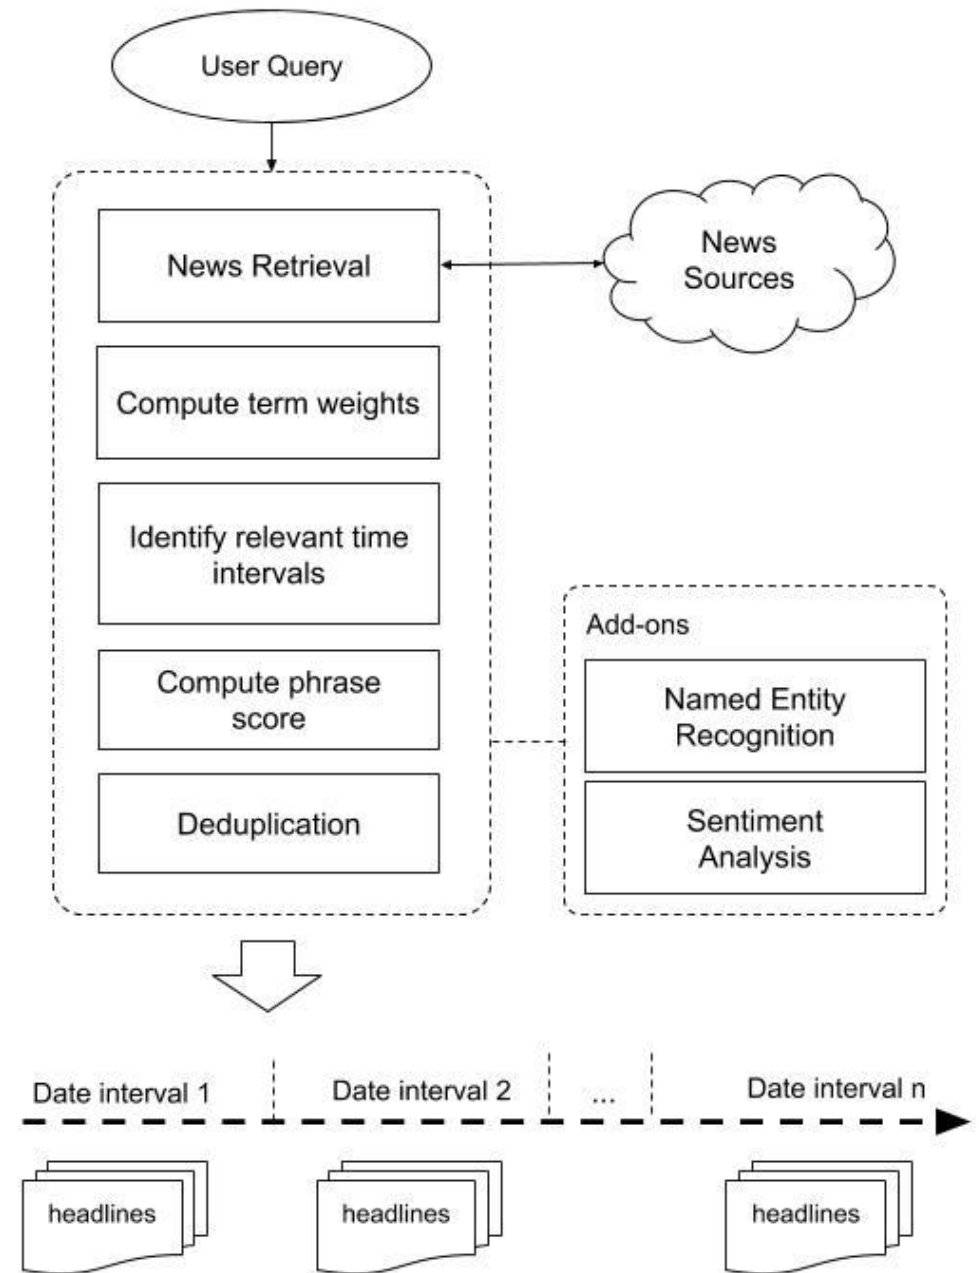 User Query
News Retrieval
News
Sources
Compute term weights
Identify relevant time
intervals
Compute phrase
score
Deduplication
Add-ons
Named Entity
Recognition
Sentiment
Analysis
Date interval 1
Date interval 2
...
Date interval n
headlines
headlines
headlines